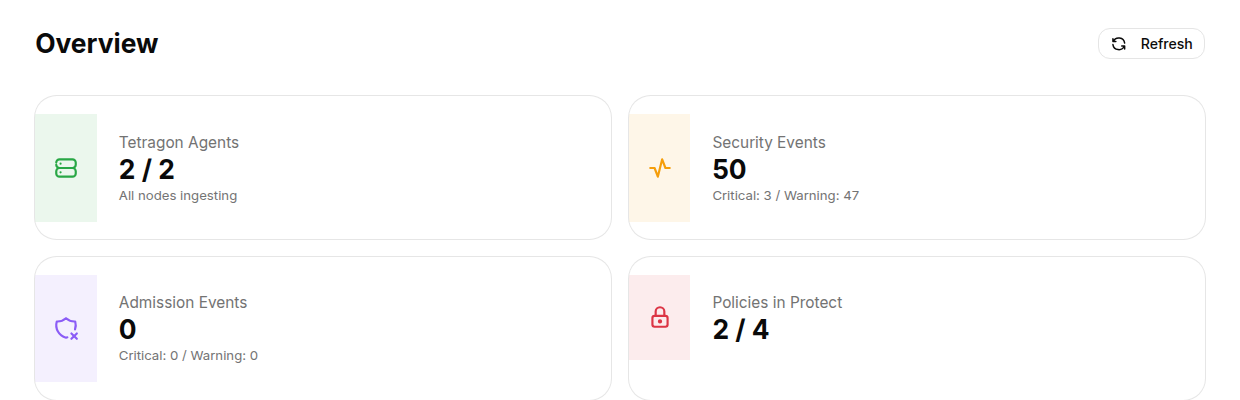 Overview
Refresh
Tetragon Agents
2 / 2
All nodes ingesting
Security Events
50
Critical: 3 / Warning: 47
Admission Events
0
Critical: 0 / Warning: 0
Policies in Protect
2 / 4